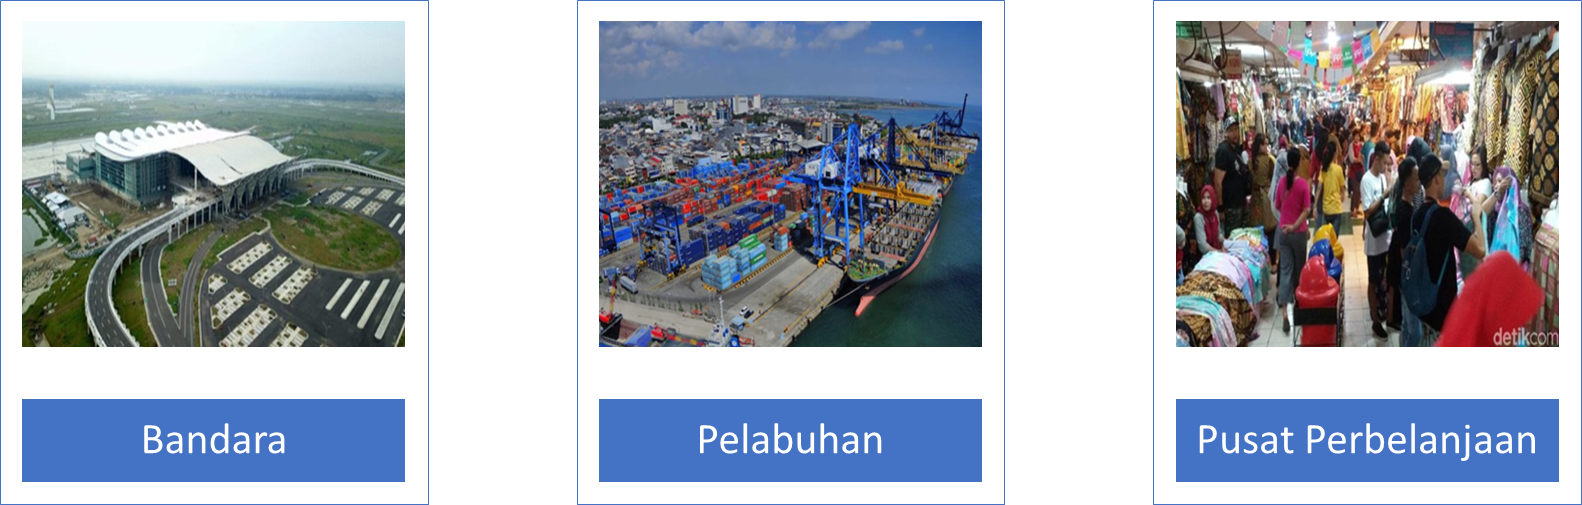 detikcom
Bandara
Pelabuhan
Pusat Perbelanjaan